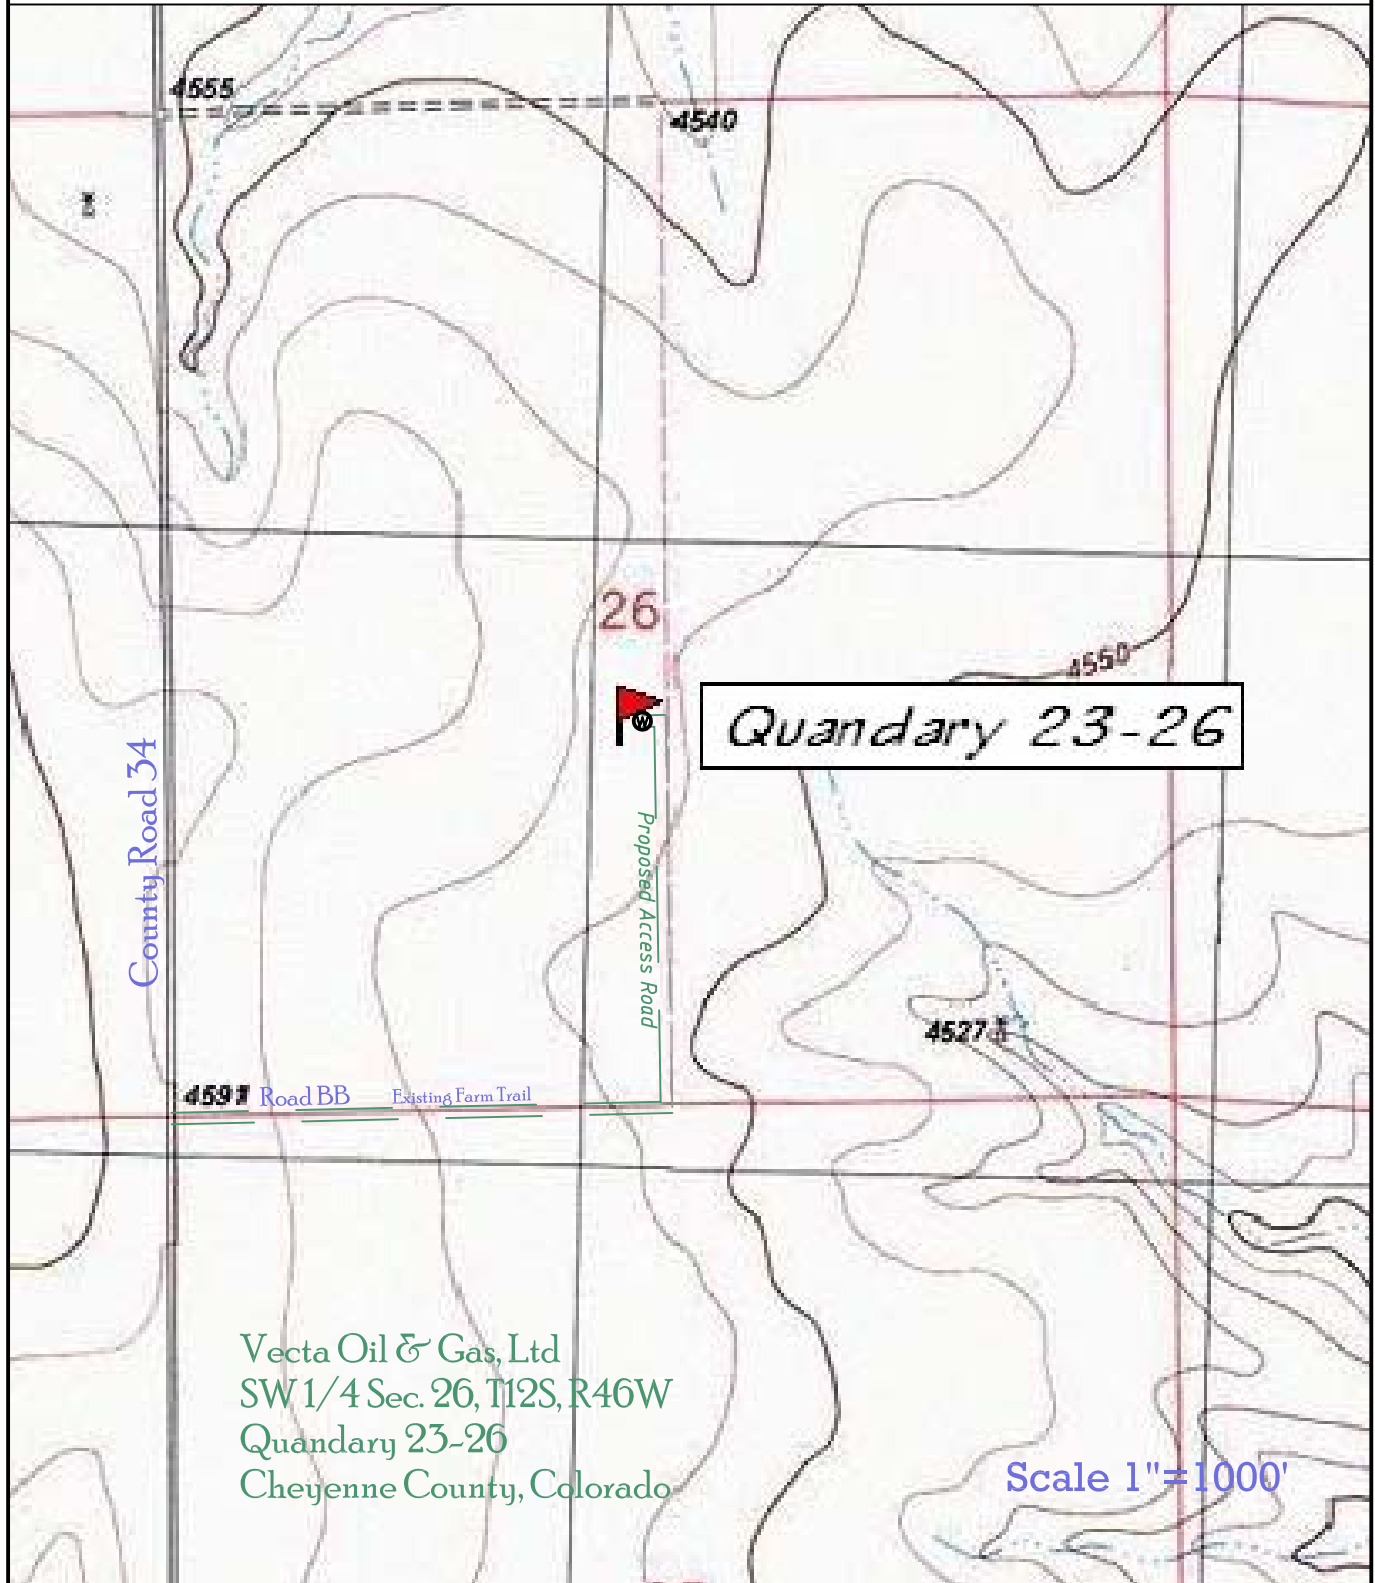 4555
4540
26
4550
W
Quandary 23-26
County Road 34
Proposed Access Road
4527
Road BB
Existing Farm Trail
Vecta Oil & Gas, Ltd
SW 1/4 Sec. 26, T12S, R46W
Quandary 23-26
Cheyenne County, Colorado
Scale 1"=1000'